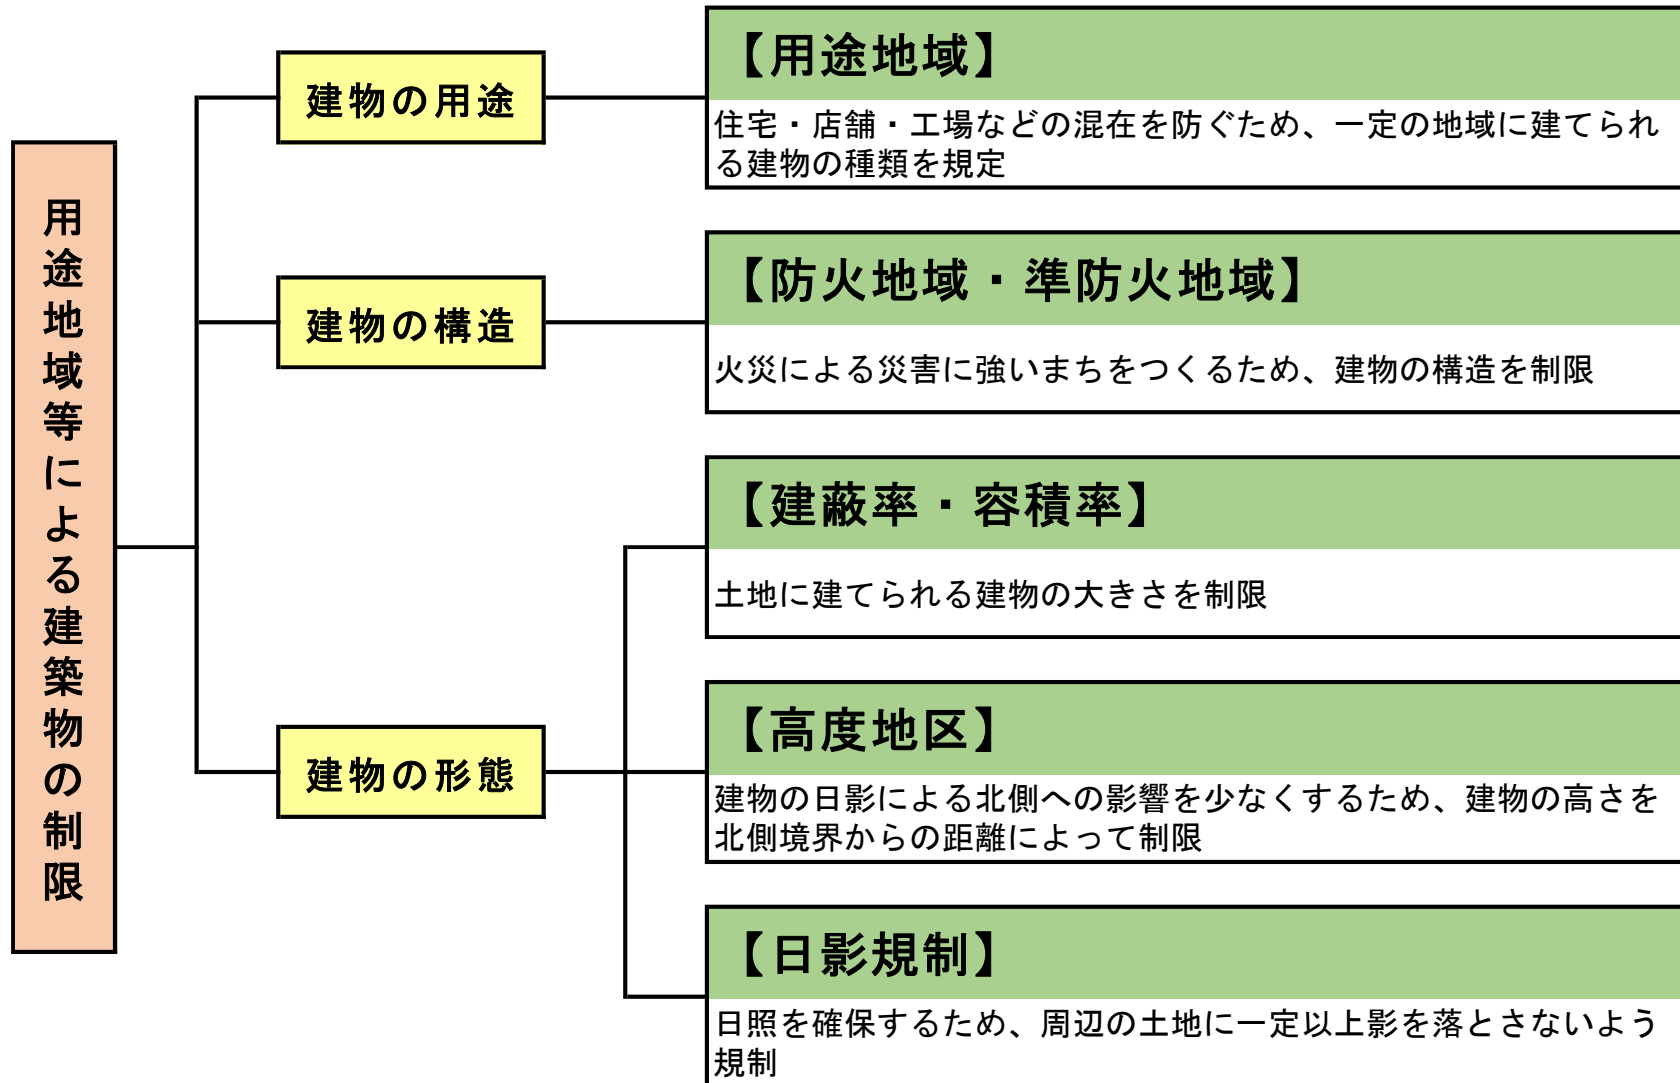 用途地域等による建築物の制限
建物の用途
【用途地域】
住宅・店舗・工場などの混在を防ぐため、一定の地域に建てられ
る建物の種類を規定
建物の構造
【防火地域・準防火地域】
火災による災害に強いまちをつくるため、建物の構造を制限
建物の形態
【建蔽率・容積率】
土地に建てられる建物の大きさを制限
【高度地区】
建物の日影による北側への影響を少なくするため、建物の高さを
北側境界からの距離によって制限
【日影規制】
日照を確保するため、周辺の土地に一定以上影を落とさないよう
規制